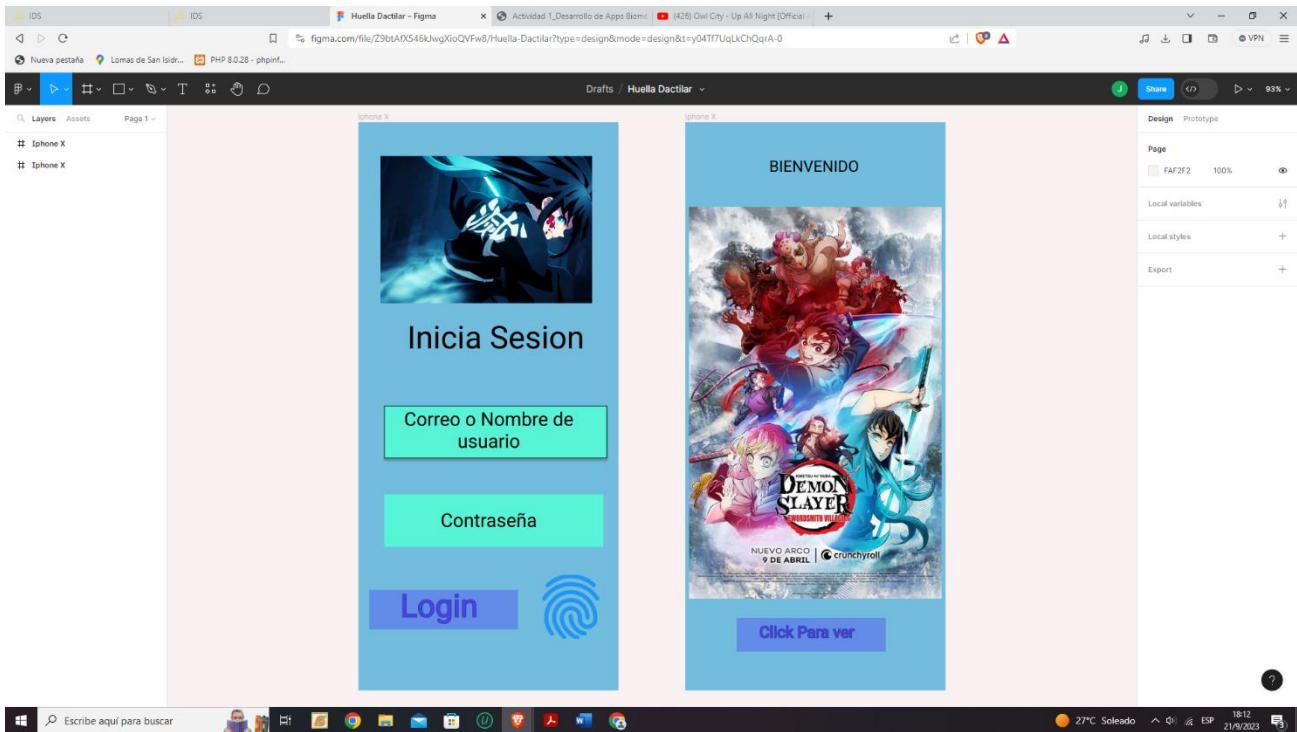 IDS
IDS
Huella Dactilar – Figma
Actividad 1_Desarrollo de Apps Biom
(428) Owl City - Up All Night [Official
figma.com/file/Z9btAfX546kJwgXioQVFw8/Huella-Dactilar?type=design&mode=design&t=y04Tf7UqLkChQqrA-0
VPN
Nueva pestaña
Lomas de San Isidr...
PHP 8.0.28 - phpinf...
Drafts / Huella Dactilar
J
Share
93%
Layers
Assets
Page 1
Iphone X
Iphone X
Iphone X
Inicia Sesion
Correo o Nombre de
usuario
Contraseña
Login
Iphone X
BIENVENIDO
DEMON
SLAYER
NUEVO ARCO
9 DE ABRIL
crunchyroll
Click Para ver
Design
Prototype
Page
FAF2F2
100%
Local variables
Local styles
Export
?
Escribe aquí para buscar
27°C Soleado
ESP
18:12
21/9/2023